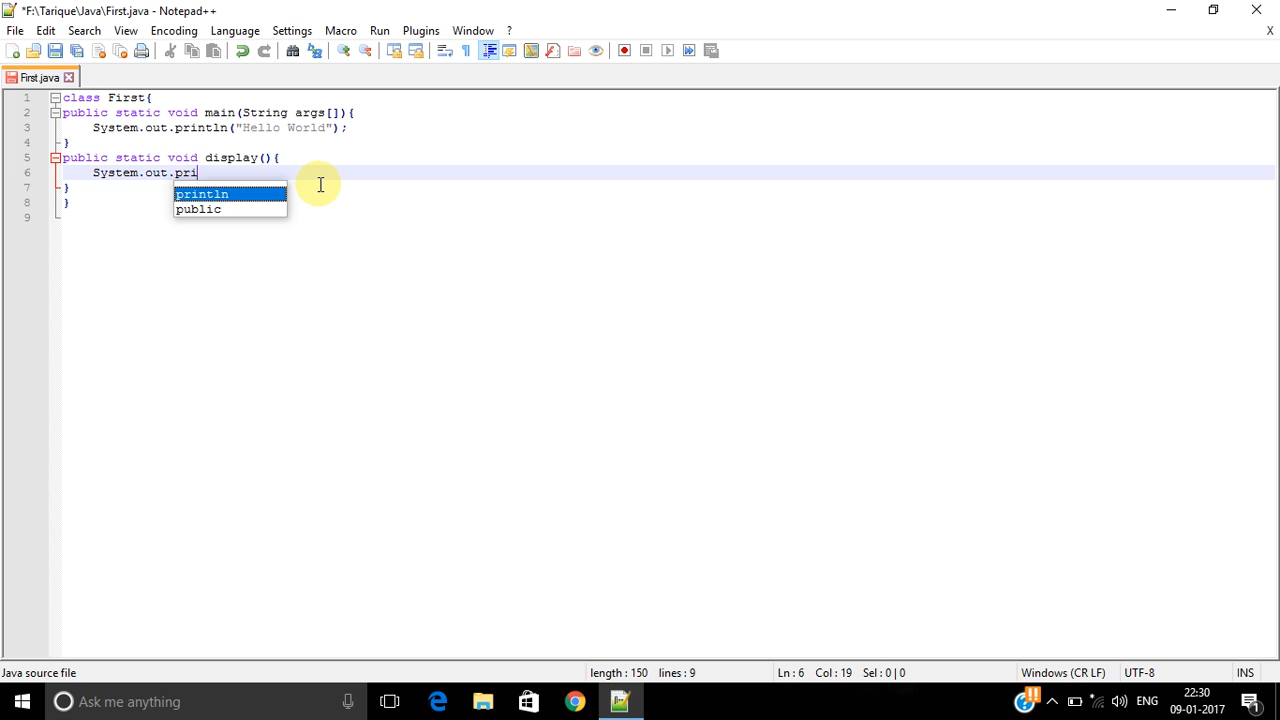 *F:\Tarique\Java\First.java - Notepad++
File Edit Search View Encoding Language Settings Macro Run Plugins Window ? X
First.java
1 class First{
2 public static void main(String args[]){
3 System.out.println("Hello World");
4 }
5 public static void display(){
6 System.out.pri
println
7 }
public
8 }
9
Java source file length : 150 lines : 9 Ln : 6 Col : 19 Sel : 0 | 0 Windows (CR LF) UTF-8 INS
Ask me anything ENG 22:30
09-01-2017 1